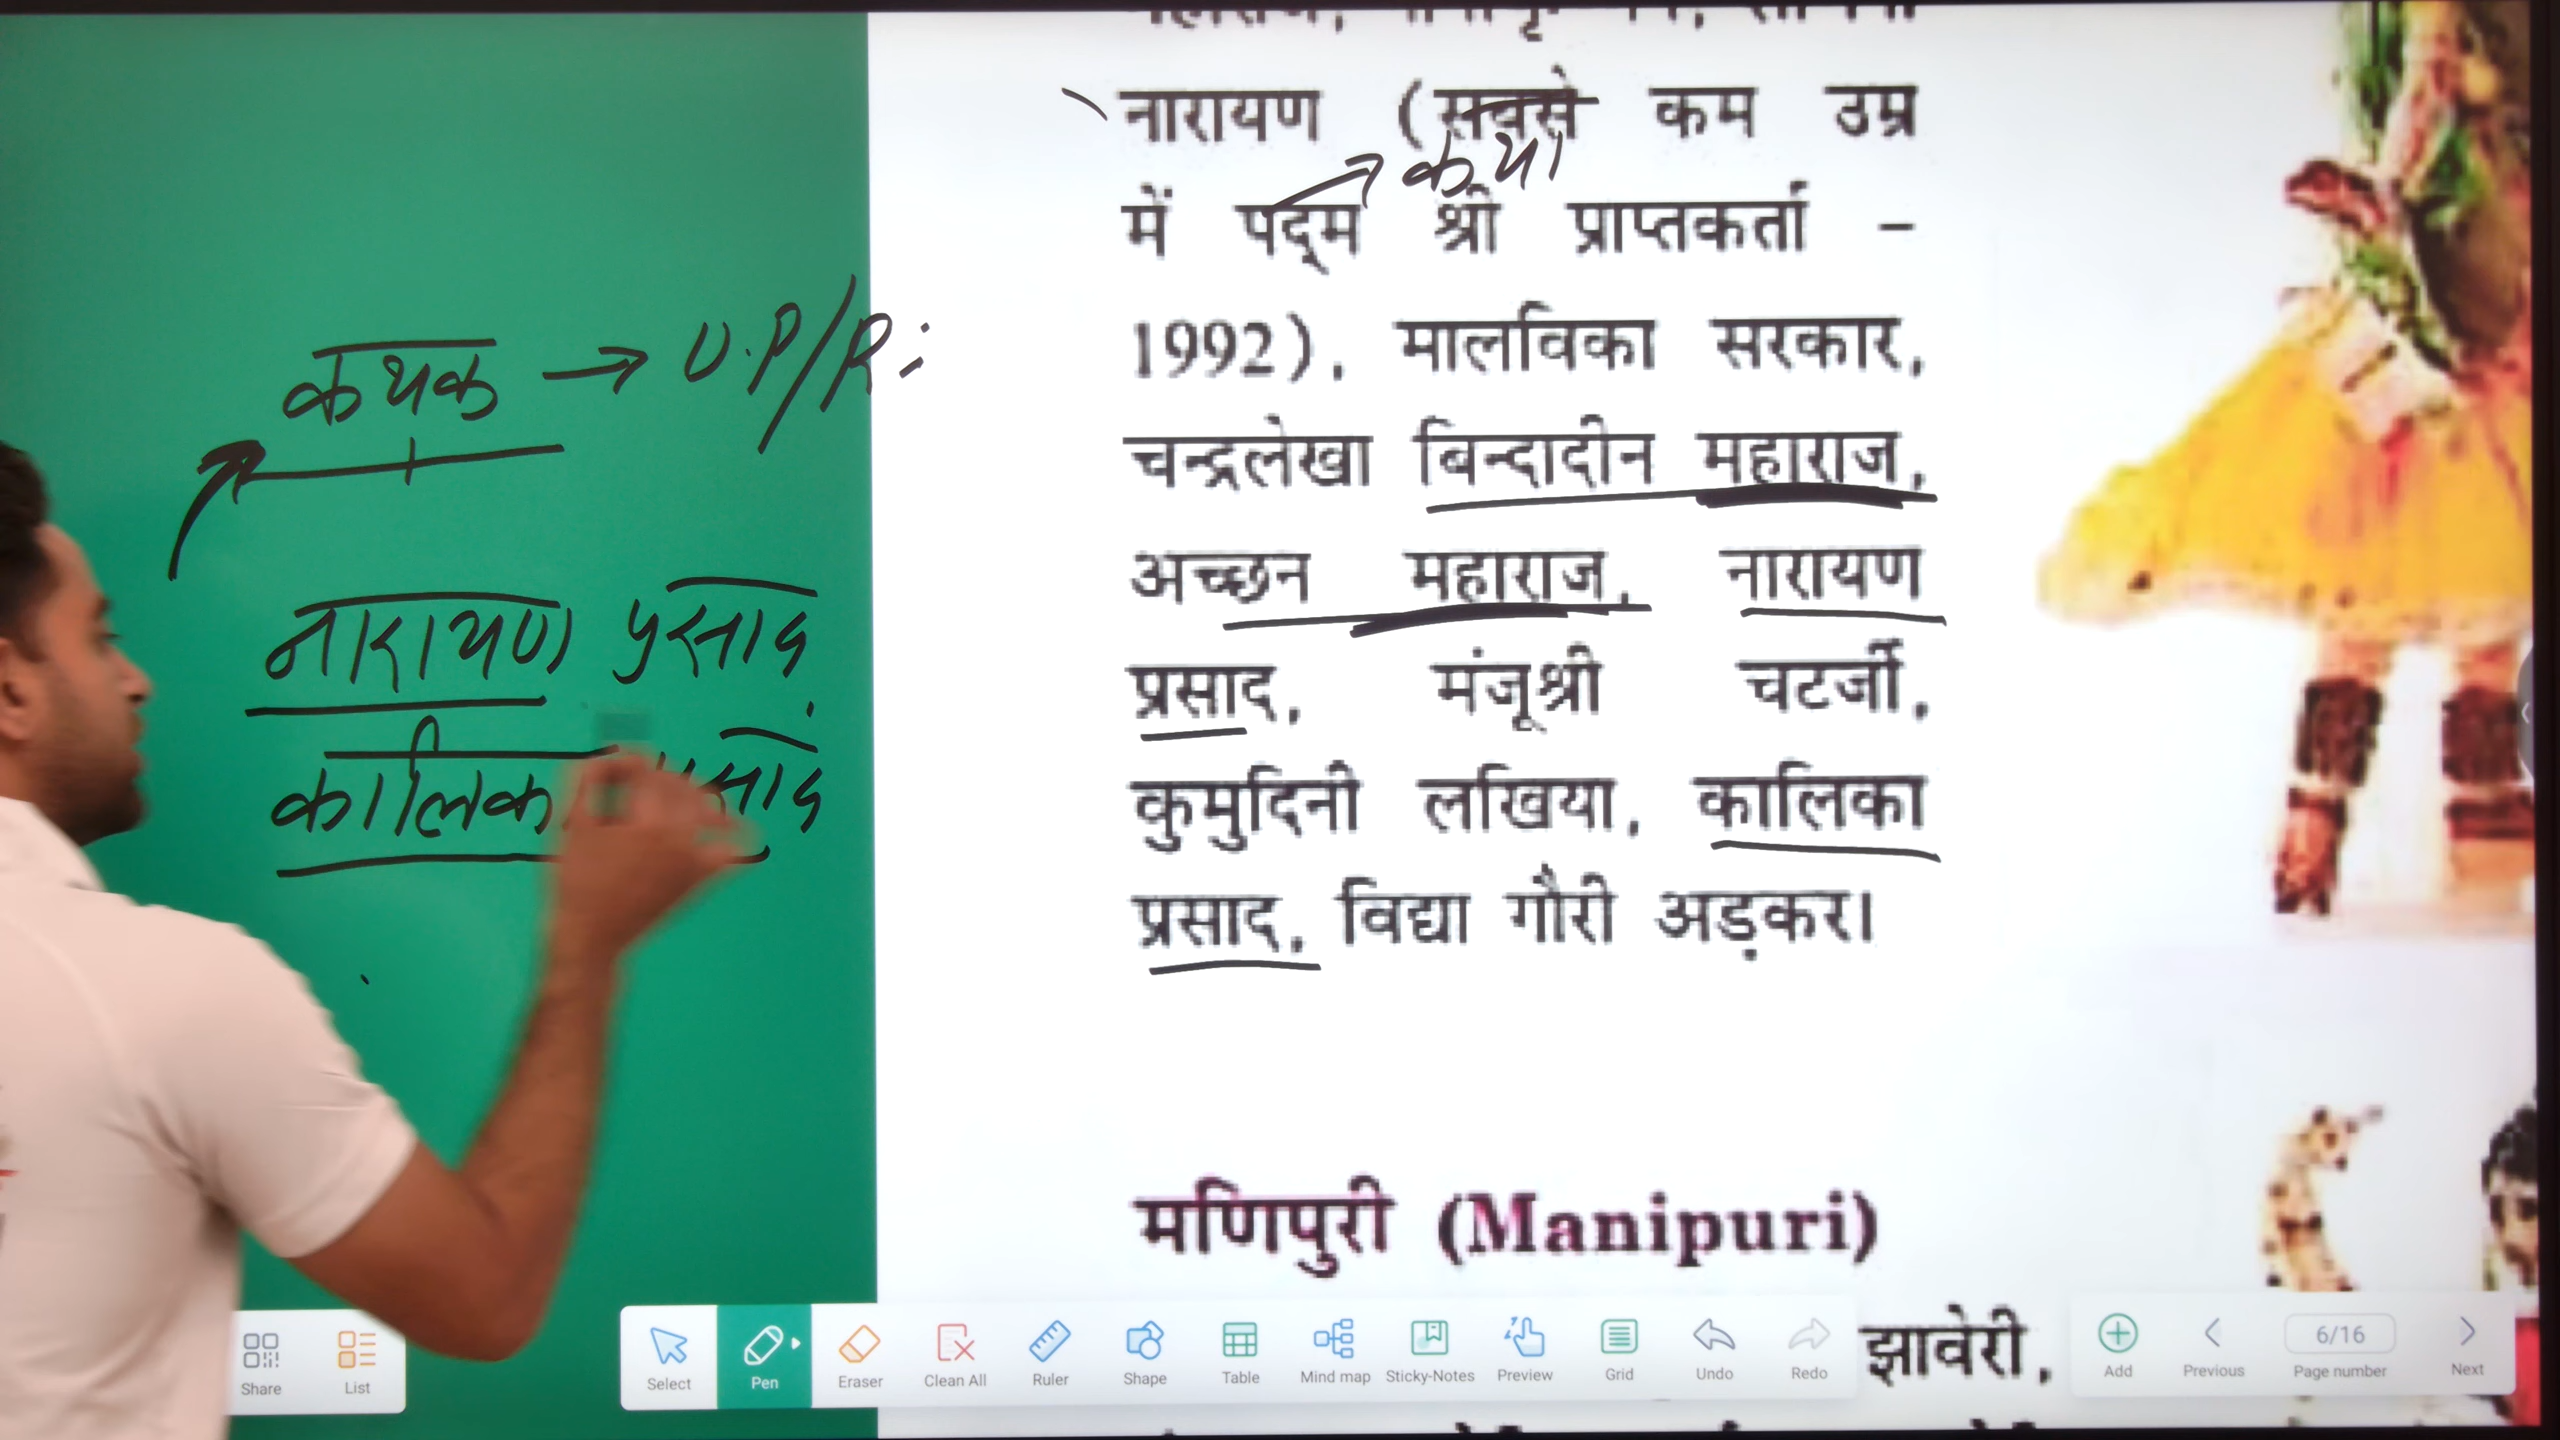 नारायण (सबसे कम उम्र
कथा
में पद्म श्री प्राप्तकर्ता –
1992), मालविका सरकार,
चन्द्रलेखा बिन्दादीन महाराज,
अच्छन महाराज, नारायण
प्रसाद, मंजूश्री चटर्जी,
कुमुदिनी लखिया, कालिका
प्रसाद, विद्या गौरी अड़कर।
मणिपुरी (Manipuri)
झावेरी,
कथक → U.P/R:
नारायण प्रसाद
कालिका प्रसाद
Share
List
Select
Pen
Eraser
Clean All
Ruler
Shape
Table
Mind map
Sticky-Notes
Preview
Grid
Undo
Redo
Add
Previous
6/16
Page number
Next